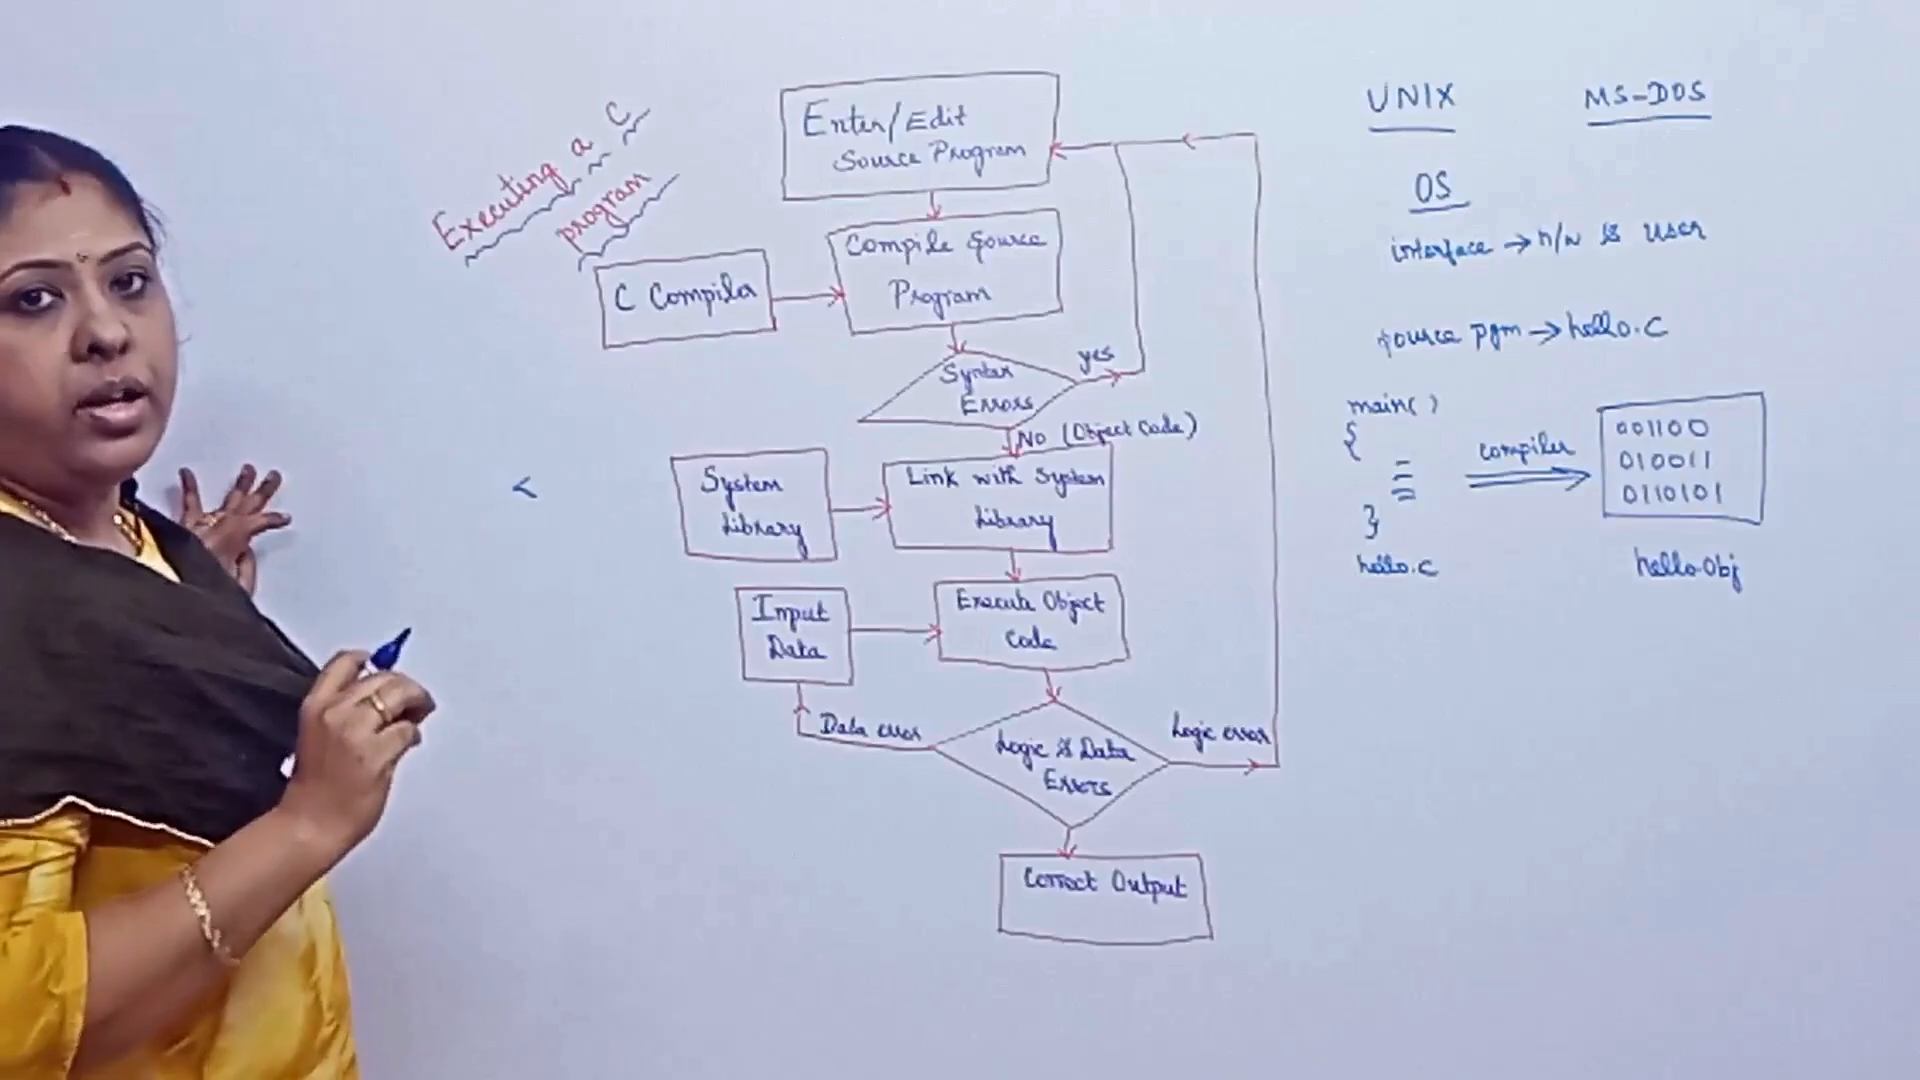 Executing a C
program
Enter/Edit
Source Program
C Compiler
Compile Source
Program
Syntax
Errors
yes
No (Object Code)
System
Library
Link with System
Library
Input
Data
Execute Object
Code
Data error
Logic & Data
Errors
Logic error
Correct Output
<
UNIX
MS-DOS
OS
interface → h/w & user
source pgm → hello.c
main()
{
=
=
}
hello.c
compiler
001100
010011
0110101
hello.obj